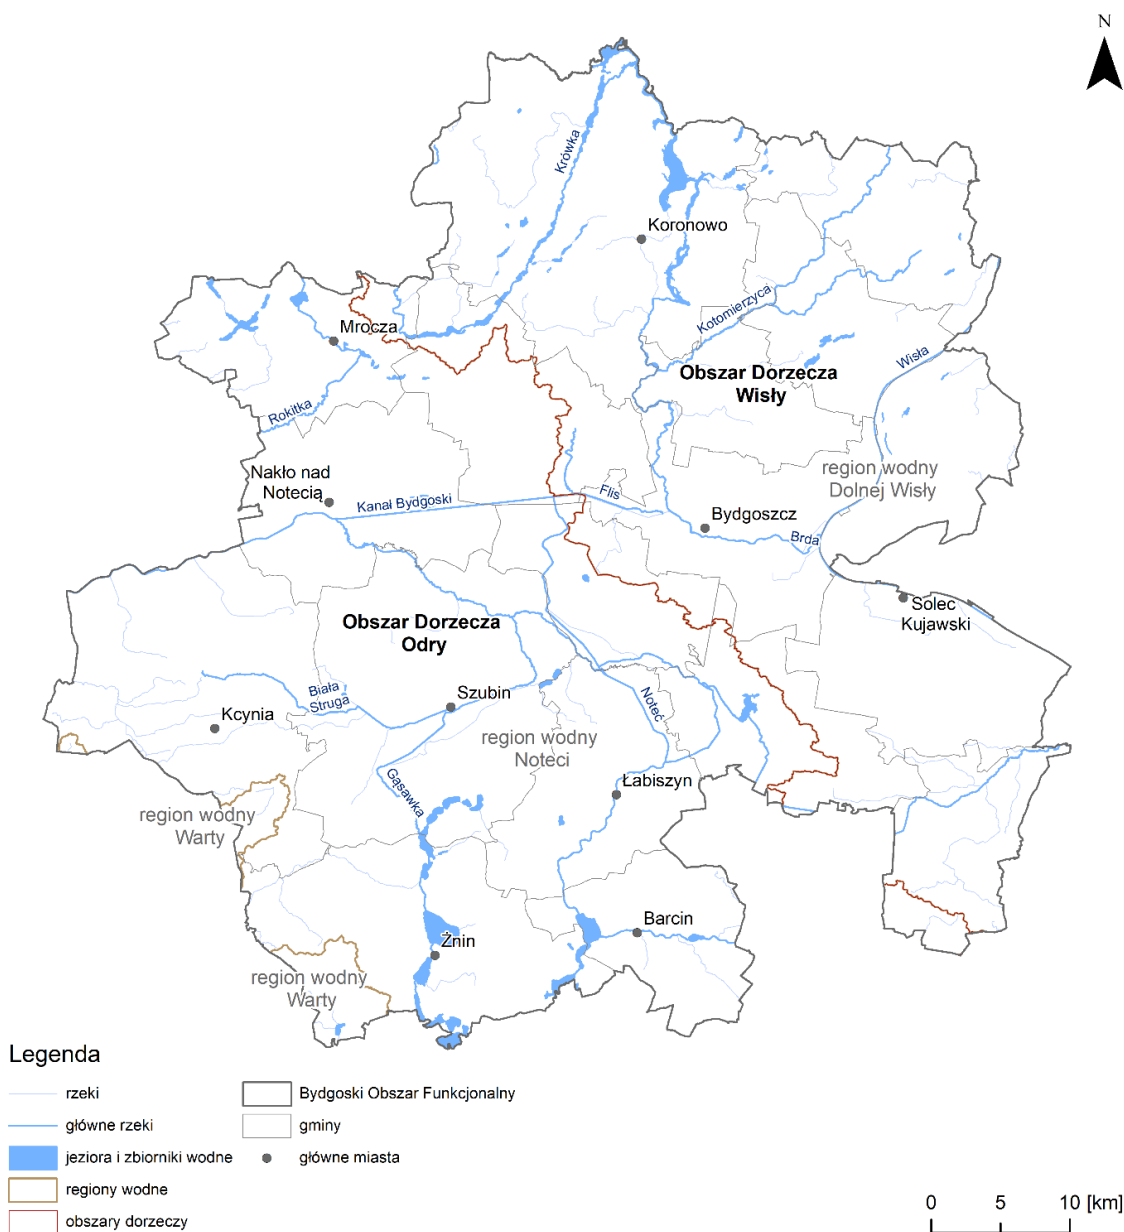 N
Krówka
Koronowo
Kotomierzyca
Mrocza
Wisła
Obszar Dorzecza
Wisły
Rokitka
region wodny
Dolnej Wisły
Nakło nad
Notecią
Kanał Bydgoski
Flis
Bydgoszcz
Brda
Solec
Kujawski
Obszar Dorzecza
Odry
Biała
Struga
Szubin
Noteć
Kcynia
region wodny
Noteci
Gąsawka
Łabiszyn
region wodny
Warty
Barcin
Żnin
region wodny
Warty
Legenda
rzeki
główne rzeki
jeziora i zbiorniki wodne
regiony wodne
obszary dorzeczy
Bydgoski Obszar Funkcjonalny
gminy
główne miasta
0 5 10 [km]